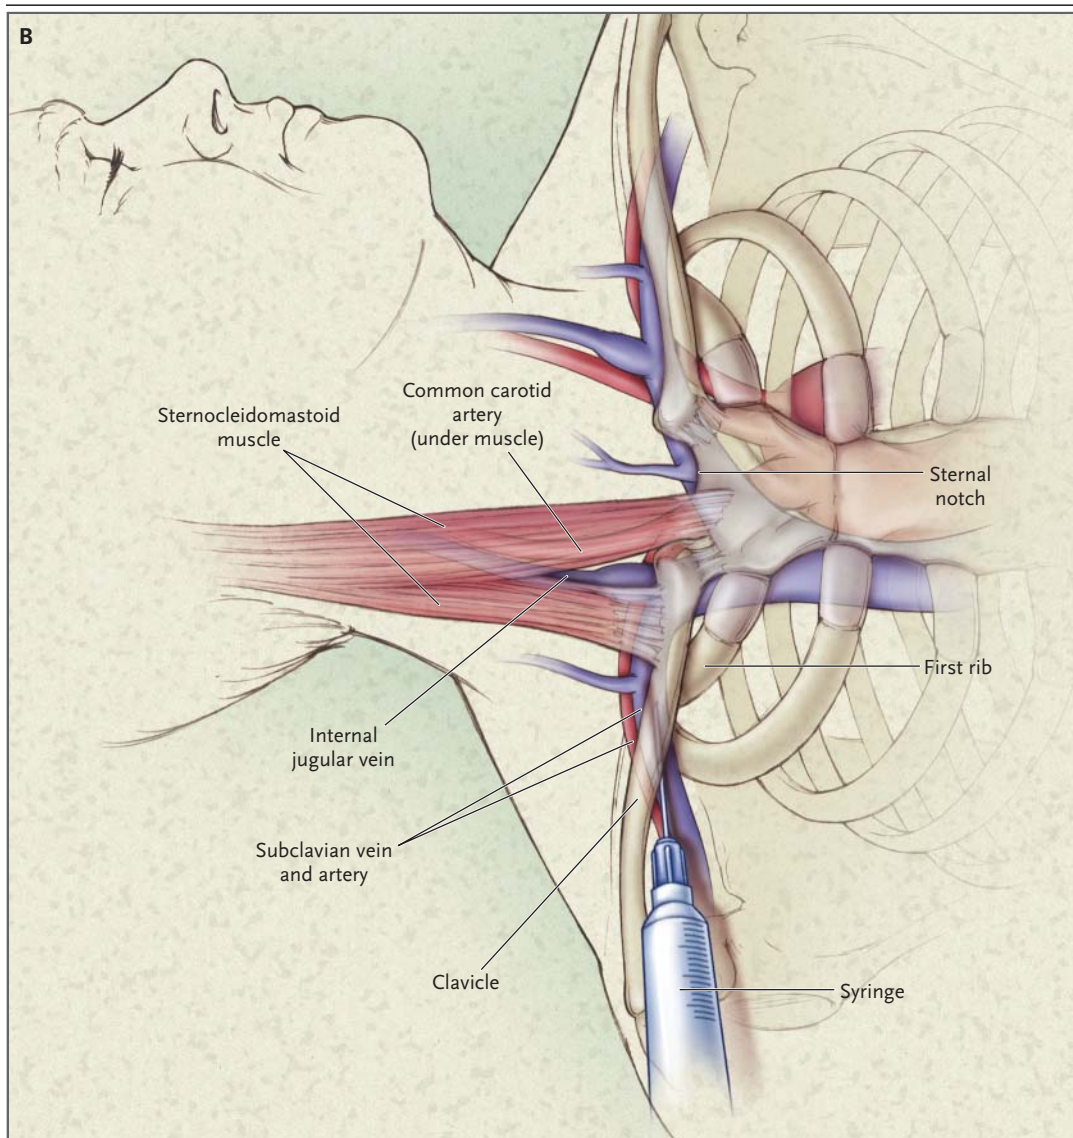 B
Sternocleidomastoid
muscle
Common carotid
artery
(under muscle)
Sternal
notch
First rib
Internal
jugular vein
Subclavian vein
and artery
Clavicle
Syringe